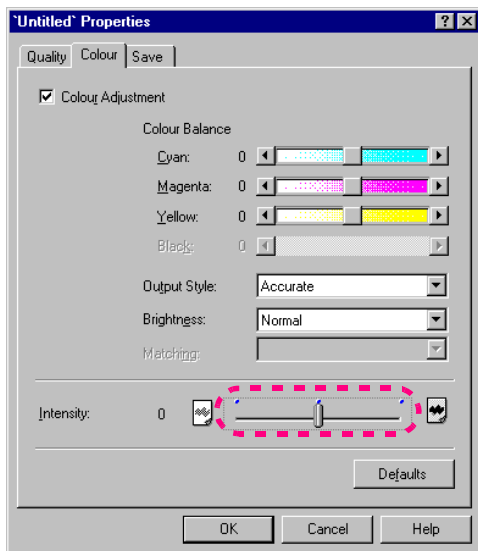 `Untitled` Properties
Quality Colour Save
Colour Adjustment
Colour Balance
Cyan: 0
Magenta: 0
Yellow: 0
Black: 0
Output Style: Accurate
Brightness: Normal
Matching:
Intensity: 0
Defaults
OK Cancel Help